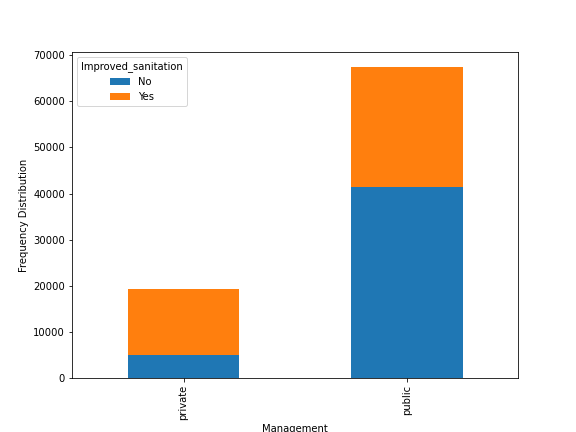 Improved_sanitation
No
Yes
70000
60000
50000
40000
30000
20000
10000
0
Frequency Distribution
private
public
Management